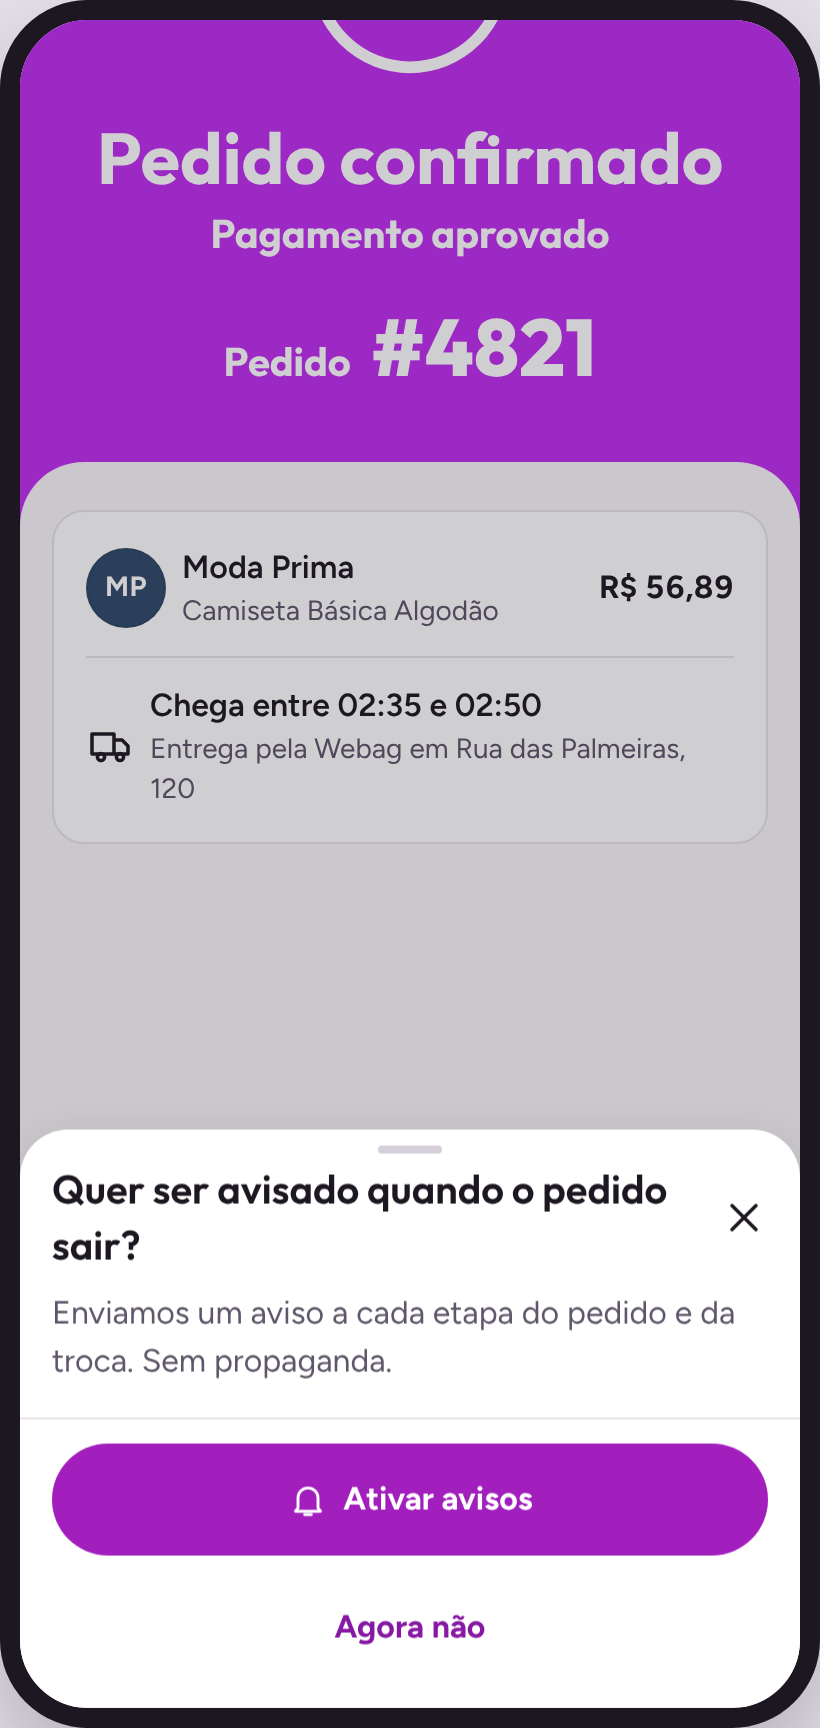 Pedido confirmado
Pagamento aprovado
Pedido #4821
MP
Moda Prima
Camiseta Básica Algodão
R$ 56,89
Chega entre 02:35 e 02:50
Entrega pela Webag em Rua das Palmeiras,
120
Quer ser avisado quando o pedido
sair?
Enviamos um aviso a cada etapa do pedido e da
troca. Sem propaganda.
Ativar avisos
Agora não